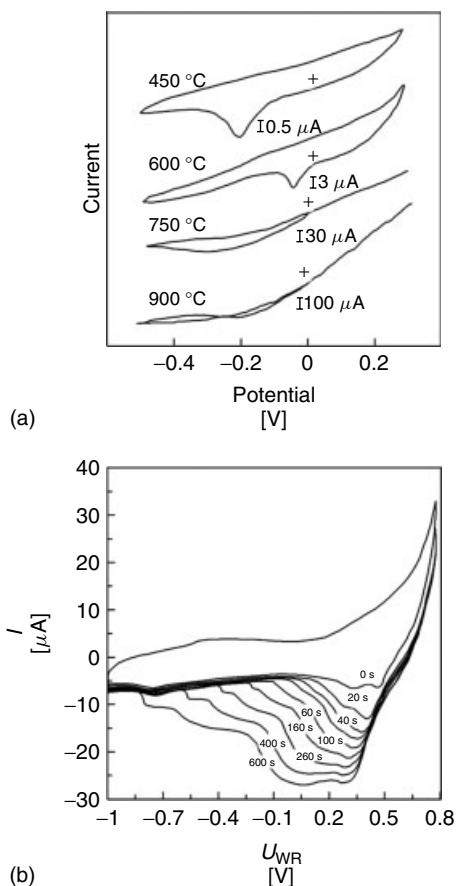 450 °C
+
I0.5 μA
600 °C
+
I3 μA
750 °C
+
I30 μA
900 °C
+
I100 μA
Current
−0.4 −0.2 0 0.2
Potential
[V]
(a)
40
30
20
10
0
−10
−20
−30
I
[μA]
0 s
20 s
60 s
40 s
160 s
100 s
400 s
260 s
600 s
−1 −0.7 −0.4 −0.1 0.2 0.5 0.8
UWR
[V]
(b)